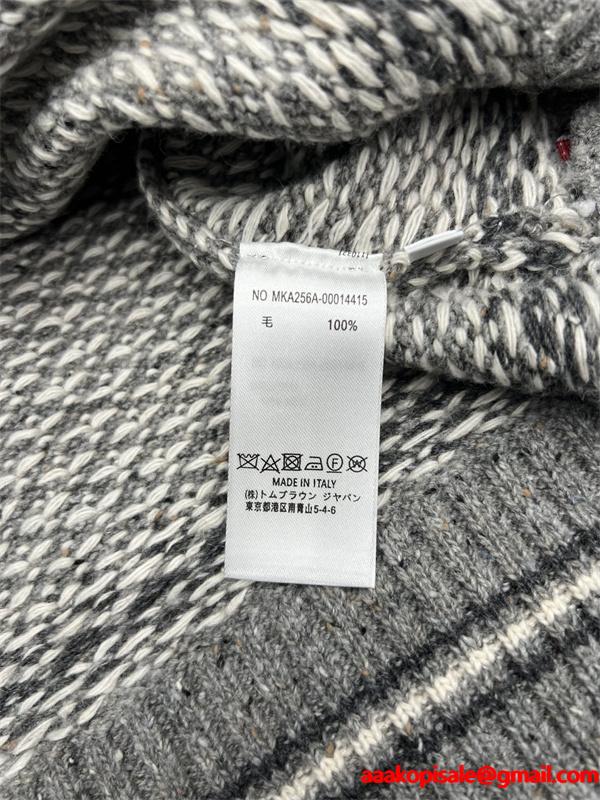 NO MKA256A-00014415
毛 100%
MADE IN ITALY
(株)トムブラウン ジャパン
東京都港区南青山5-4-6
aaakopisale@gmail.com